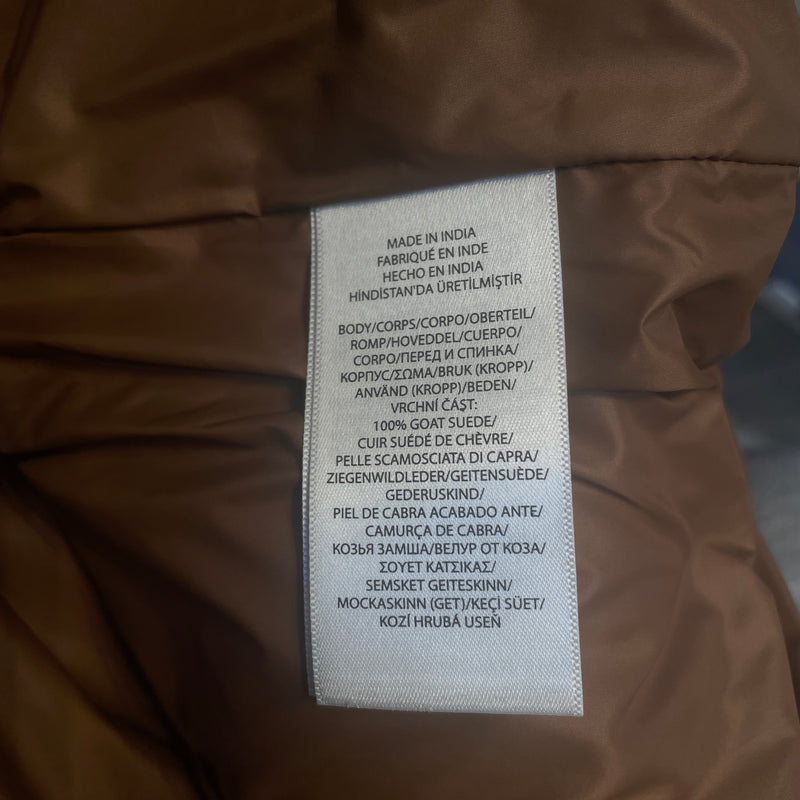 MADE IN INDIA
FABRIQUÉ EN INDE
HECHO EN INDIA
HİNDİSTAN'DA ÜRETİLMİŞTİR
BODY/CORPS/CORPO/OBERTEIL/
ROMP/HOVEDDEL/CUERPO/
CORPO/ПЕРЕД И СПИНКА/
КОРПУС/ΣΩΜΑ/BRUK (KROPP)/
ANVÄND (KROPP)/BEDEN/
VRCHNÍ ČÁST:
100% GOAT SUEDE/
CUIR SUÉDÉ DE CHÈVRE/
PELLE SCAMOSCIATA DI CAPRA/
ZIEGENWILDLEDER/GEITENSUÈDE/
GEDERUSKIND/
PIEL DE CABRA ACABADO ANTE/
CAMURÇA DE CABRA/
КОЗЬЯ ЗАМША/ВЕЛУР ОТ КОЗА/
ΣΟΥΕΤ ΚΑΤΣΙΚΑΣ/
SEMSKET GEITESKINN/
MOCKASKINN (GET)/KEÇİ SÜET/
KOZÍ HRUBÁ USEŇ